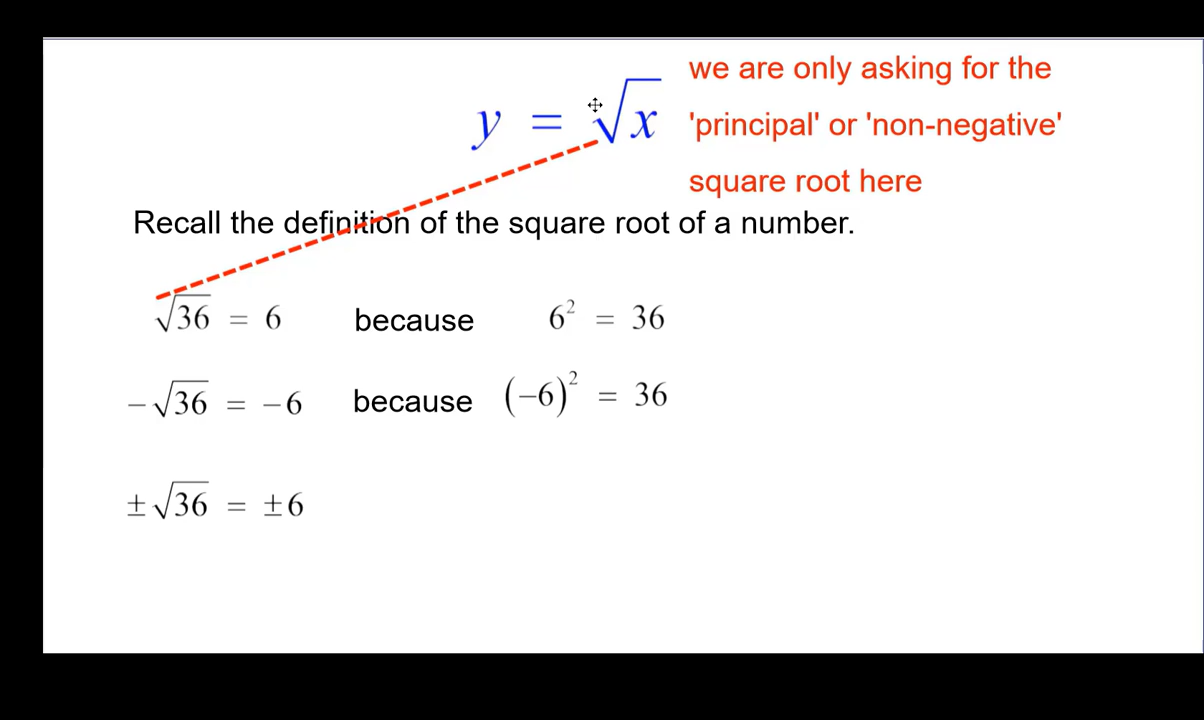 we are only asking for the
y = √x 'principal' or 'non-negative'
square root here
Recall the definition of the square root of a number.
√36 = 6 because 6² = 36
−√36 = −6 because (−6)² = 36
±√36 = ±6